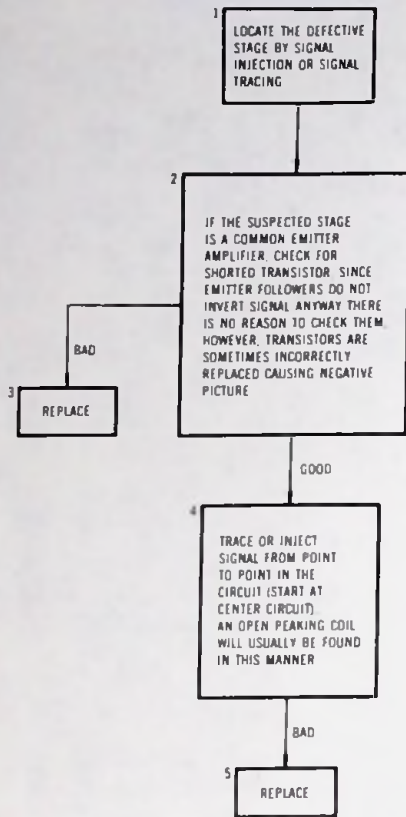 1
LOCATE THE DEFECTIVE
STAGE BY SIGNAL
INJECTION OR SIGNAL
TRACING
2
IF THE SUSPECTED STAGE
IS A COMMON EMITTER
AMPLIFIER, CHECK FOR
SHORTED TRANSISTOR. SINCE
EMITTER FOLLOWERS DO NOT
INVERT SIGNAL ANYWAY THERE
IS NO REASON TO CHECK THEM.
HOWEVER, TRANSISTORS ARE
SOMETIMES INCORRECTLY
REPLACED CAUSING NEGATIVE
PICTURE
BAD
3
REPLACE
GOOD
4
TRACE OR INJECT
SIGNAL FROM POINT
TO POINT IN THE
CIRCUIT (START AT
CENTER CIRCUIT)
AN OPEN PEAKING COIL
WILL USUALLY BE FOUND
IN THIS MANNER
BAD
5
REPLACE